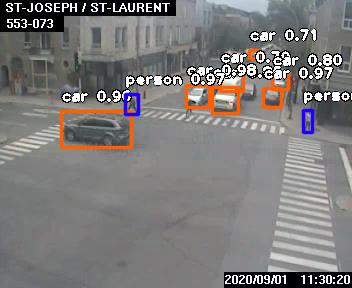 ST-JOSEPH / ST-LAURENT
553-073
car 0.71
car 0.80
car 0.97
person 0.97
car 0.9
person
2020/09/01 11:30:20